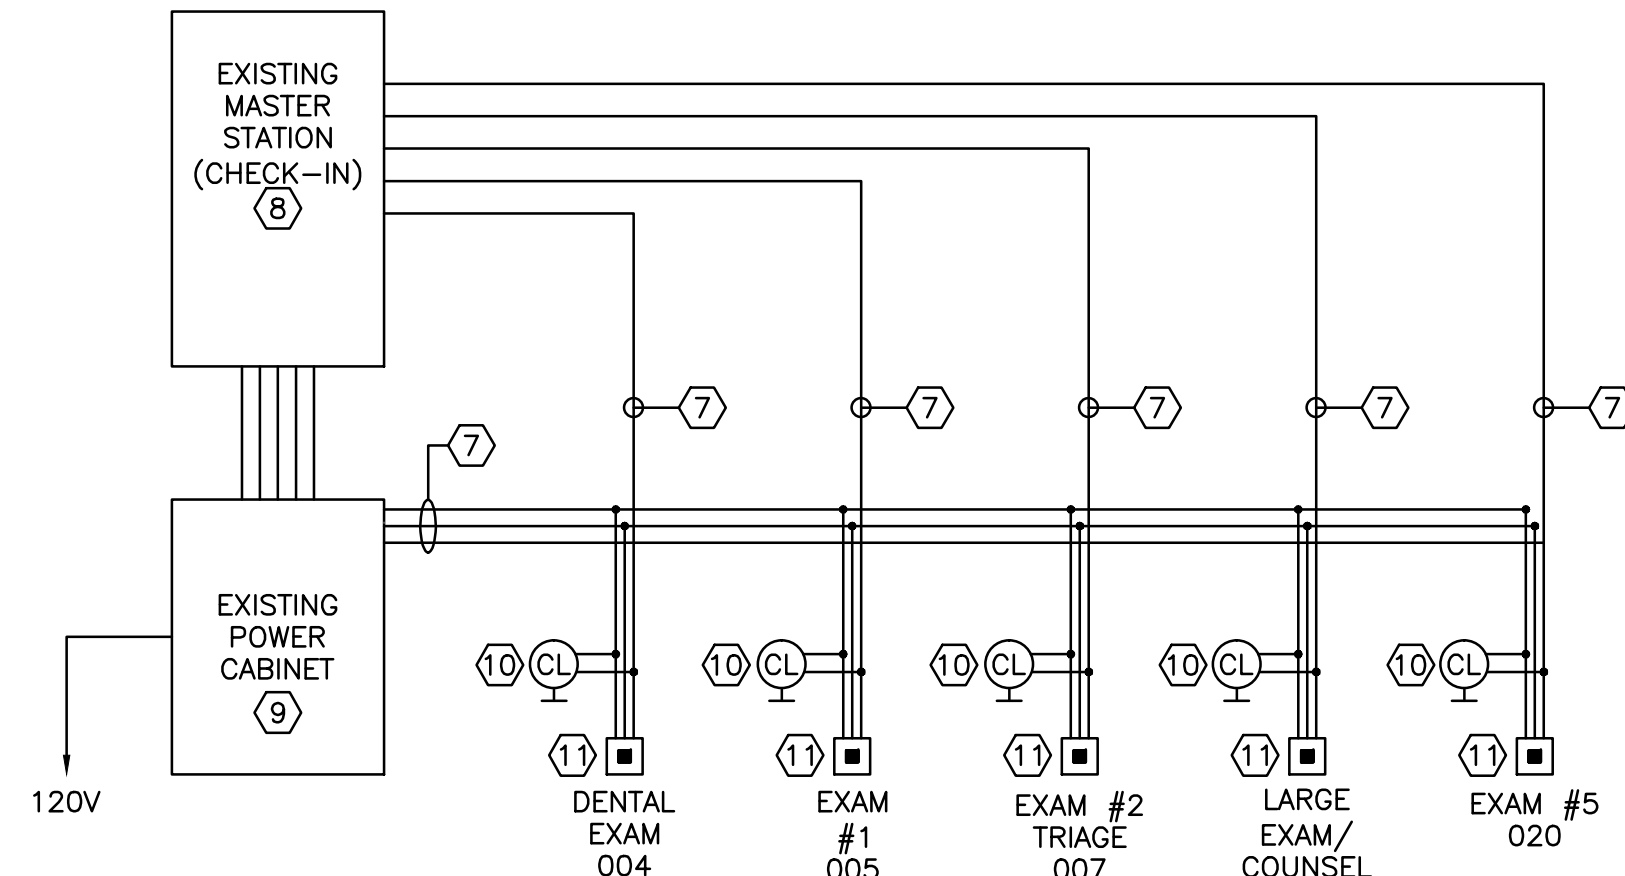 EXISTING
MASTER
STATION
(CHECK-IN)
8
7 7 7 7 7
7
EXISTING
POWER
CABINET
9
10 CL 10 CL 10 CL 10 CL 10 CL
11 11 11 11 11
120V
DENTAL
EXAM
004
EXAM
#1
005
EXAM #2
TRIAGE
007
LARGE
EXAM/
COUNSEL
EXAM #5
020